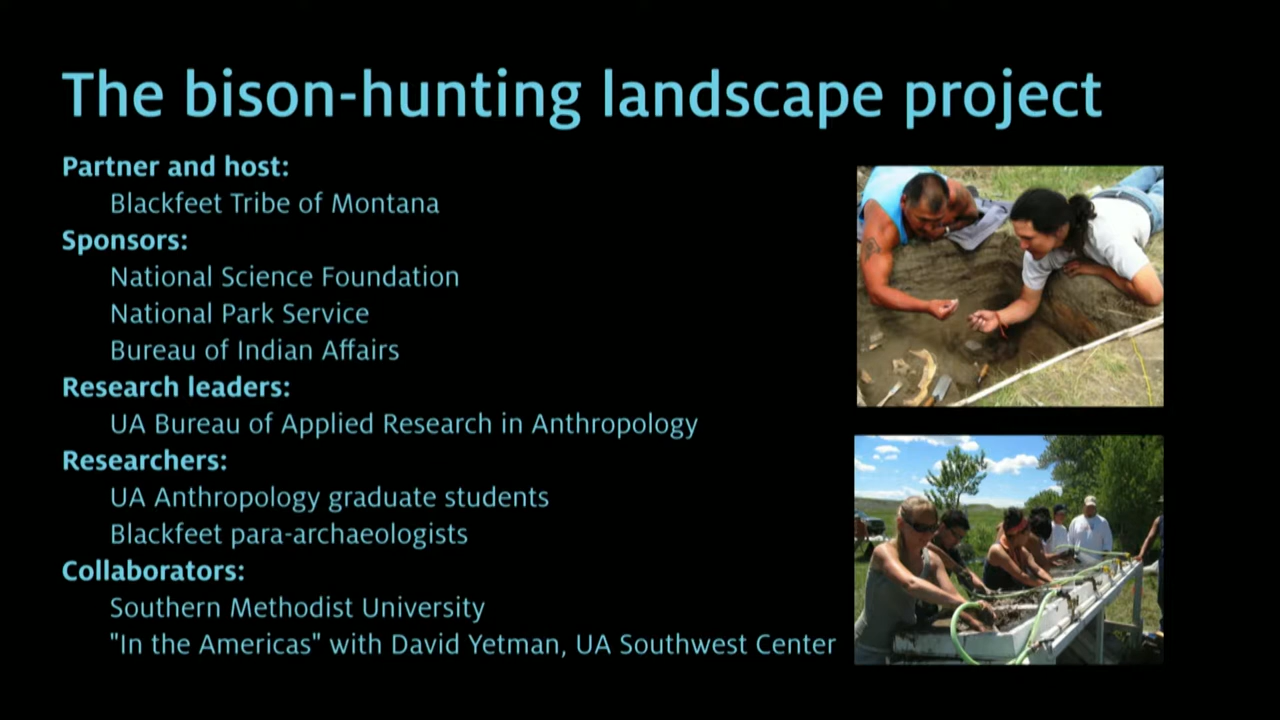 The bison-hunting landscape project
Partner and host:
Blackfeet Tribe of Montana
Sponsors:
National Science Foundation
National Park Service
Bureau of Indian Affairs
Research leaders:
UA Bureau of Applied Research in Anthropology
Researchers:
UA Anthropology graduate students
Blackfeet para-archaeologists
Collaborators:
Southern Methodist University
"In the Americas" with David Yetman, UA Southwest Center